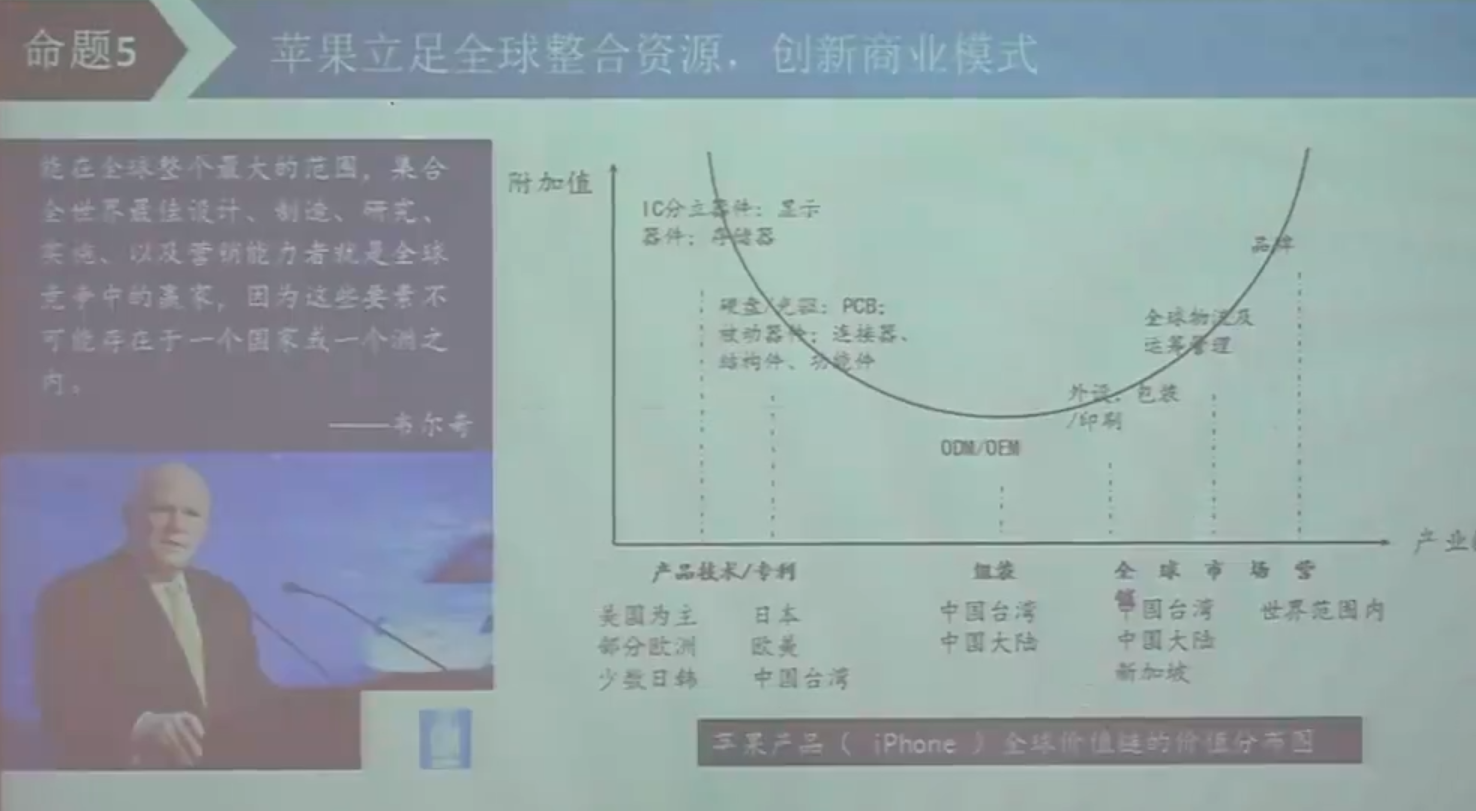 命题5
苹果立足全球整合资源，创新商业模式
能在全球整个最大的范围，集合
全世界最佳设计、制造、研究、
实施、以及营销能力者就是全球
竞争中的赢家，因为这些要素不
可能存在于一个国家或一个洲之
内。
——韦尔奇
附加值
IC分立器件；显示
器件；存储器
硬盘/光驱；PCB；
被动器件；连接器、
结构件、功能件
ODM/OEM
外设、包装
/印刷
全球物流及
运筹管理
品牌
产业
产品技术/专利
组装
全球市场营
销
美国为主
部分欧洲
少数日韩
日本
欧美
中国台湾
中国台湾
中国大陆
中国台湾
中国大陆
新加坡
世界范围内
苹果产品（ iPhone ）全球价值链的价值分布图